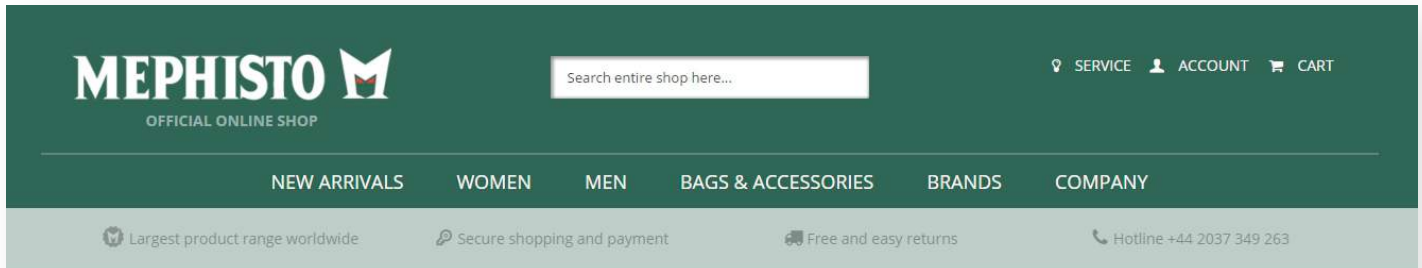 MEPHISTO
OFFICIAL ONLINE SHOP
Search entire shop here...
SERVICE ACCOUNT CART
NEW ARRIVALS WOMEN MEN BAGS & ACCESSORIES BRANDS COMPANY
Largest product range worldwide Secure shopping and payment Free and easy returns Hotline +44 2037 349 263